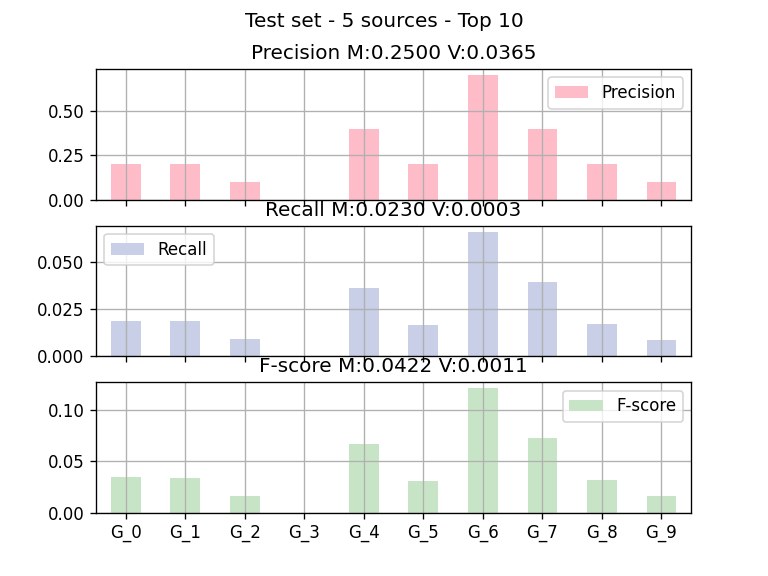 Test set - 5 sources - Top 10
Precision M:0.2500 V:0.0365
Precision
0.50
0.25
0.00
Recall M:0.0230 V:0.0003
Recall
0.050
0.025
0.000
F-score M:0.0422 V:0.0011
F-score
0.10
0.05
0.00
G_0 G_1 G_2 G_3 G_4 G_5 G_6 G_7 G_8 G_9